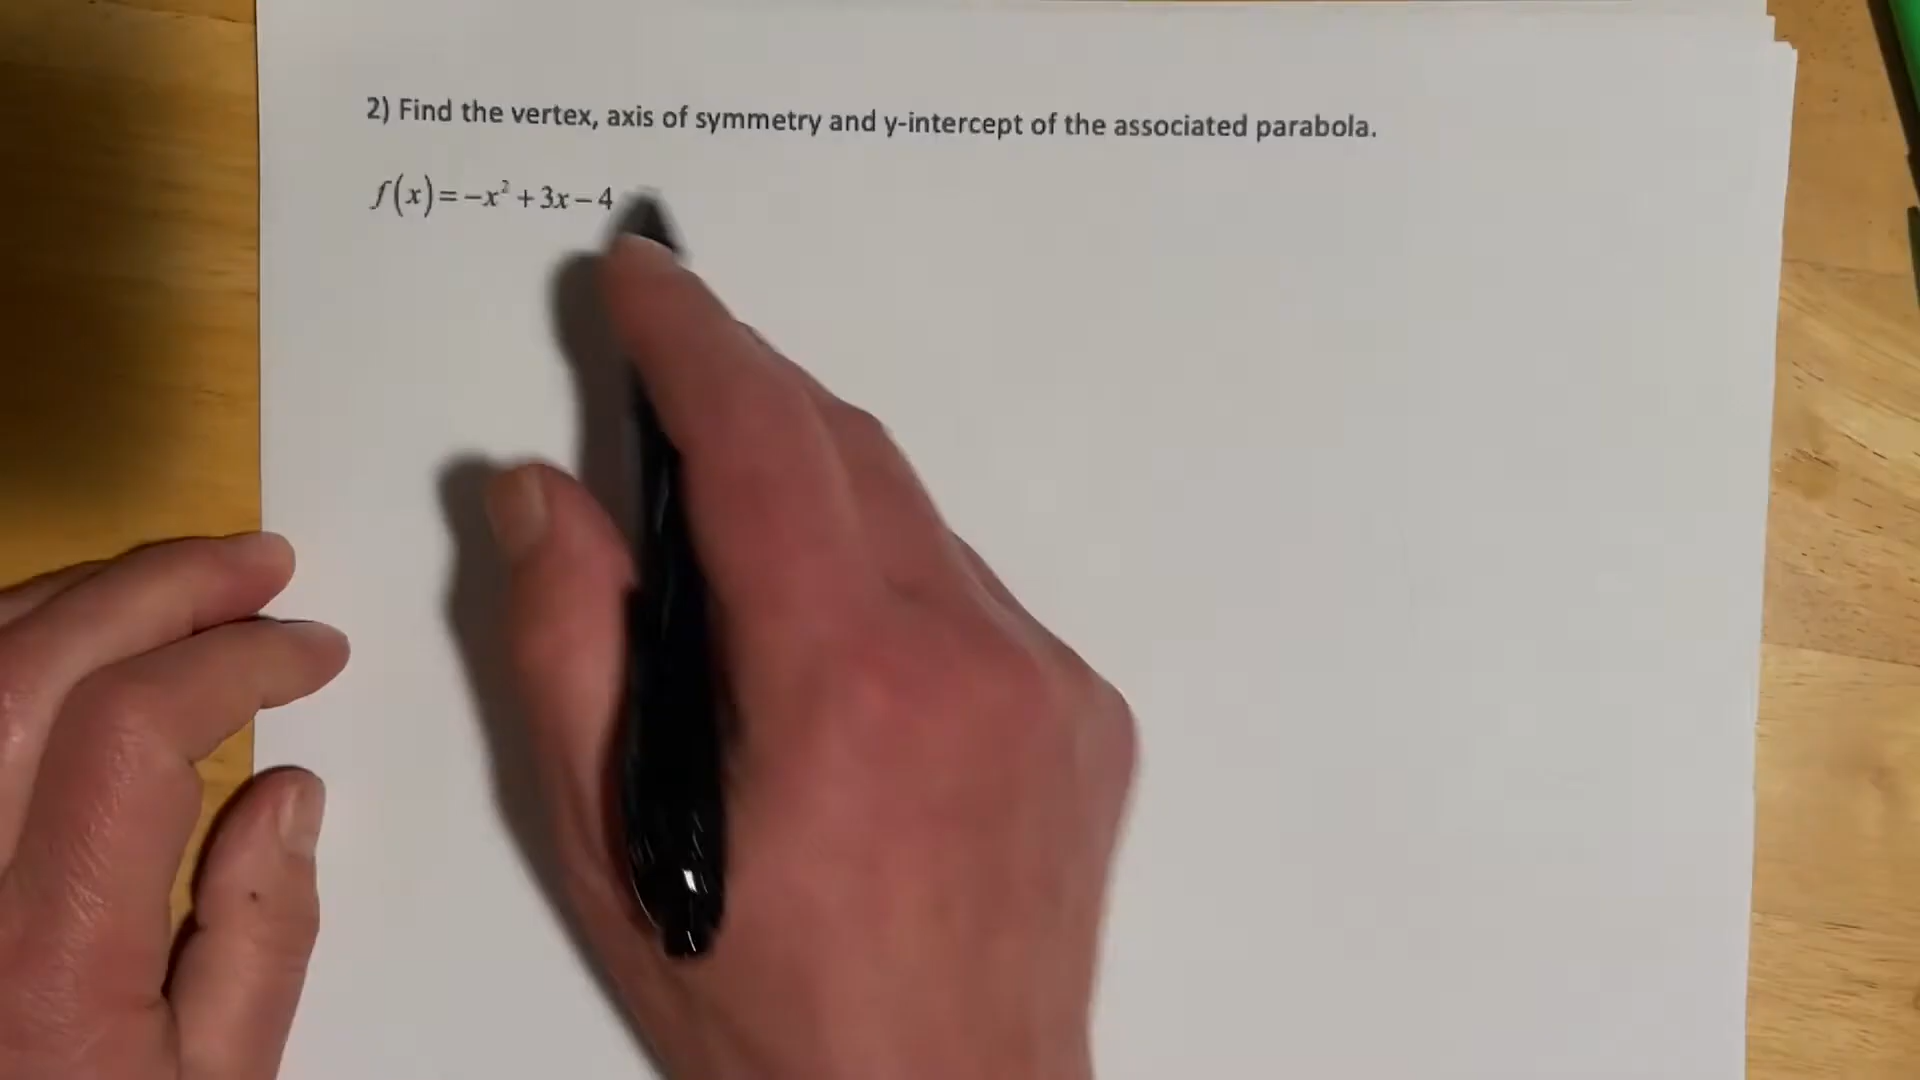 2) Find the vertex, axis of symmetry and y-intercept of the associated parabola.
f(x)=-x²+3x-4